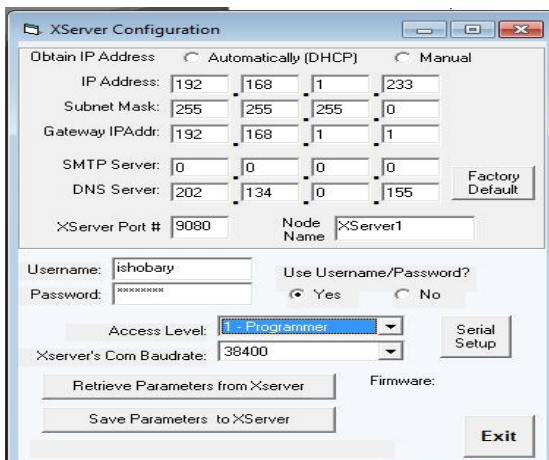 XServer Configuration
Obtain IP Address Automatically (DHCP) Manual
IP Address: 192 . 168 . 1 . 233
Subnet Mask: 255 . 255 . 255 . 0
Gateway IPAddr: 192 . 168 . 1 . 1
SMTP Server: 0 . 0 . 0 . 0
DNS Server: 202 . 134 . 0 . 155
Factory
Default
XServer Port # 9080
Node
Name XServer1
Username: ishobary
Use Username/Password?
Password: ********
Yes No
Access Level: 1 - Programmer
Serial
Setup
Xserver's Com Baudrate: 38400
Retrieve Parameters from Xserver
Firmware:
Save Parameters to XServer
Exit